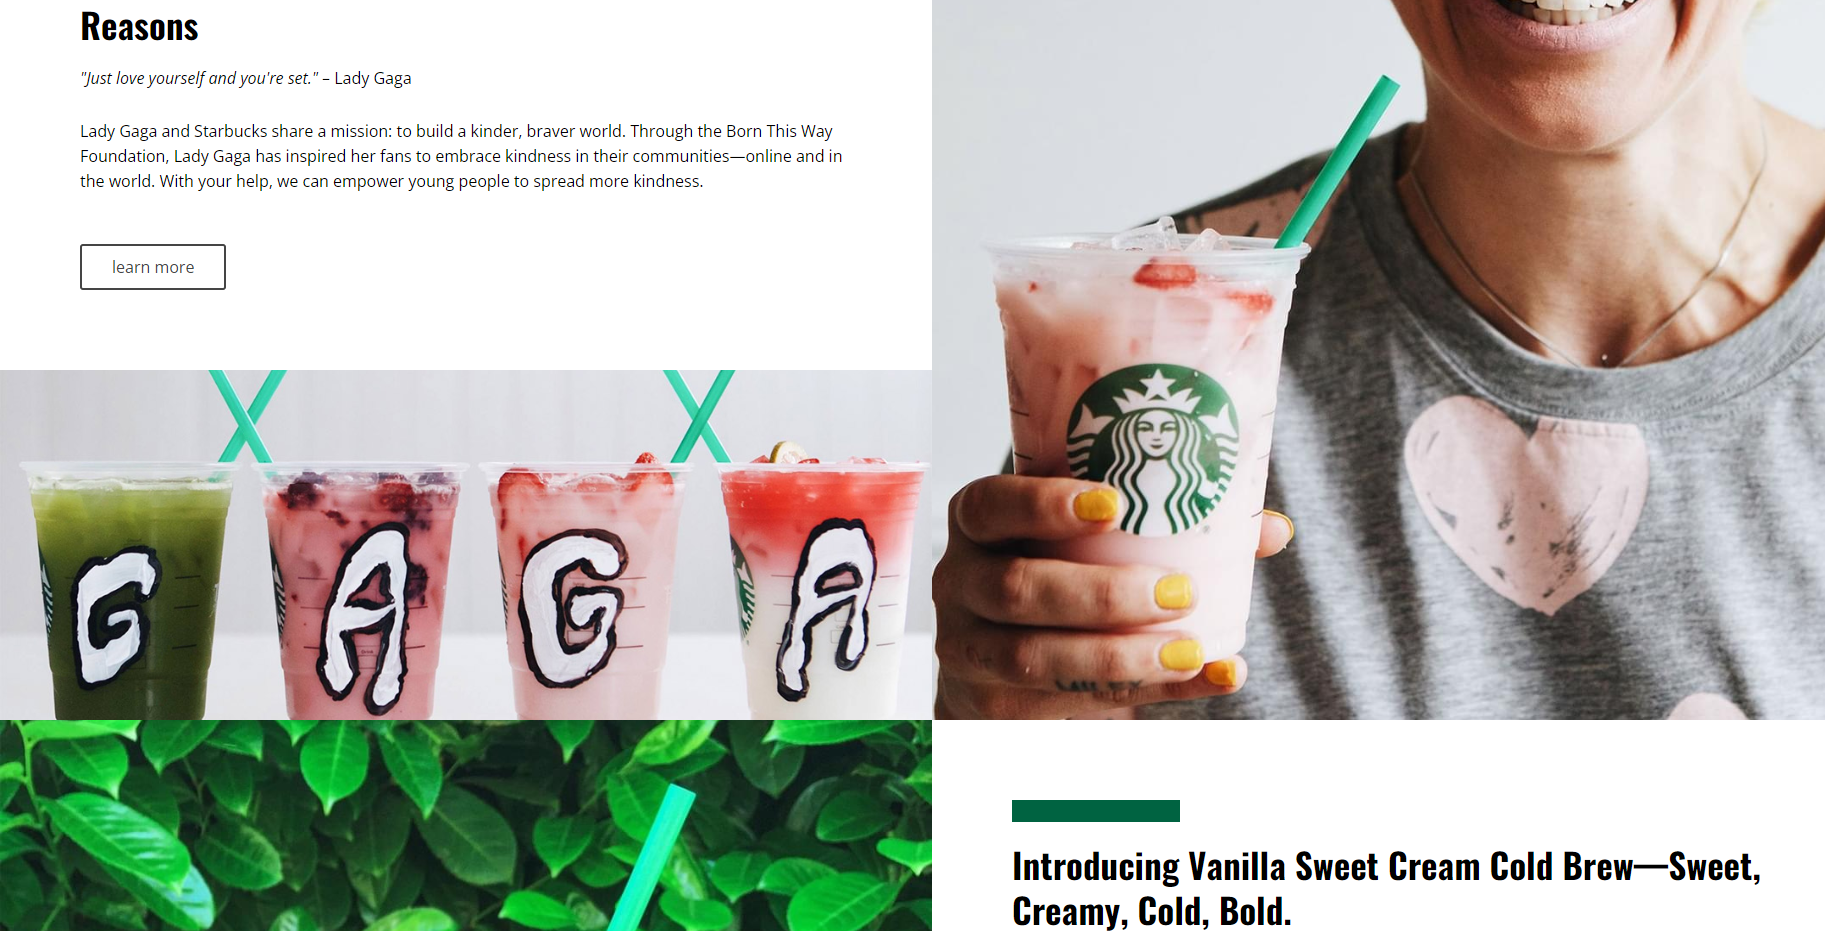 Reasons
"Just love yourself and you're set." – Lady Gaga
Lady Gaga and Starbucks share a mission: to build a kinder, braver world. Through the Born This Way
Foundation, Lady Gaga has inspired her fans to embrace kindness in their communities—online and in
the world. With your help, we can empower young people to spread more kindness.
learn more
G A G A
Introducing Vanilla Sweet Cream Cold Brew—Sweet,
Creamy, Cold, Bold.